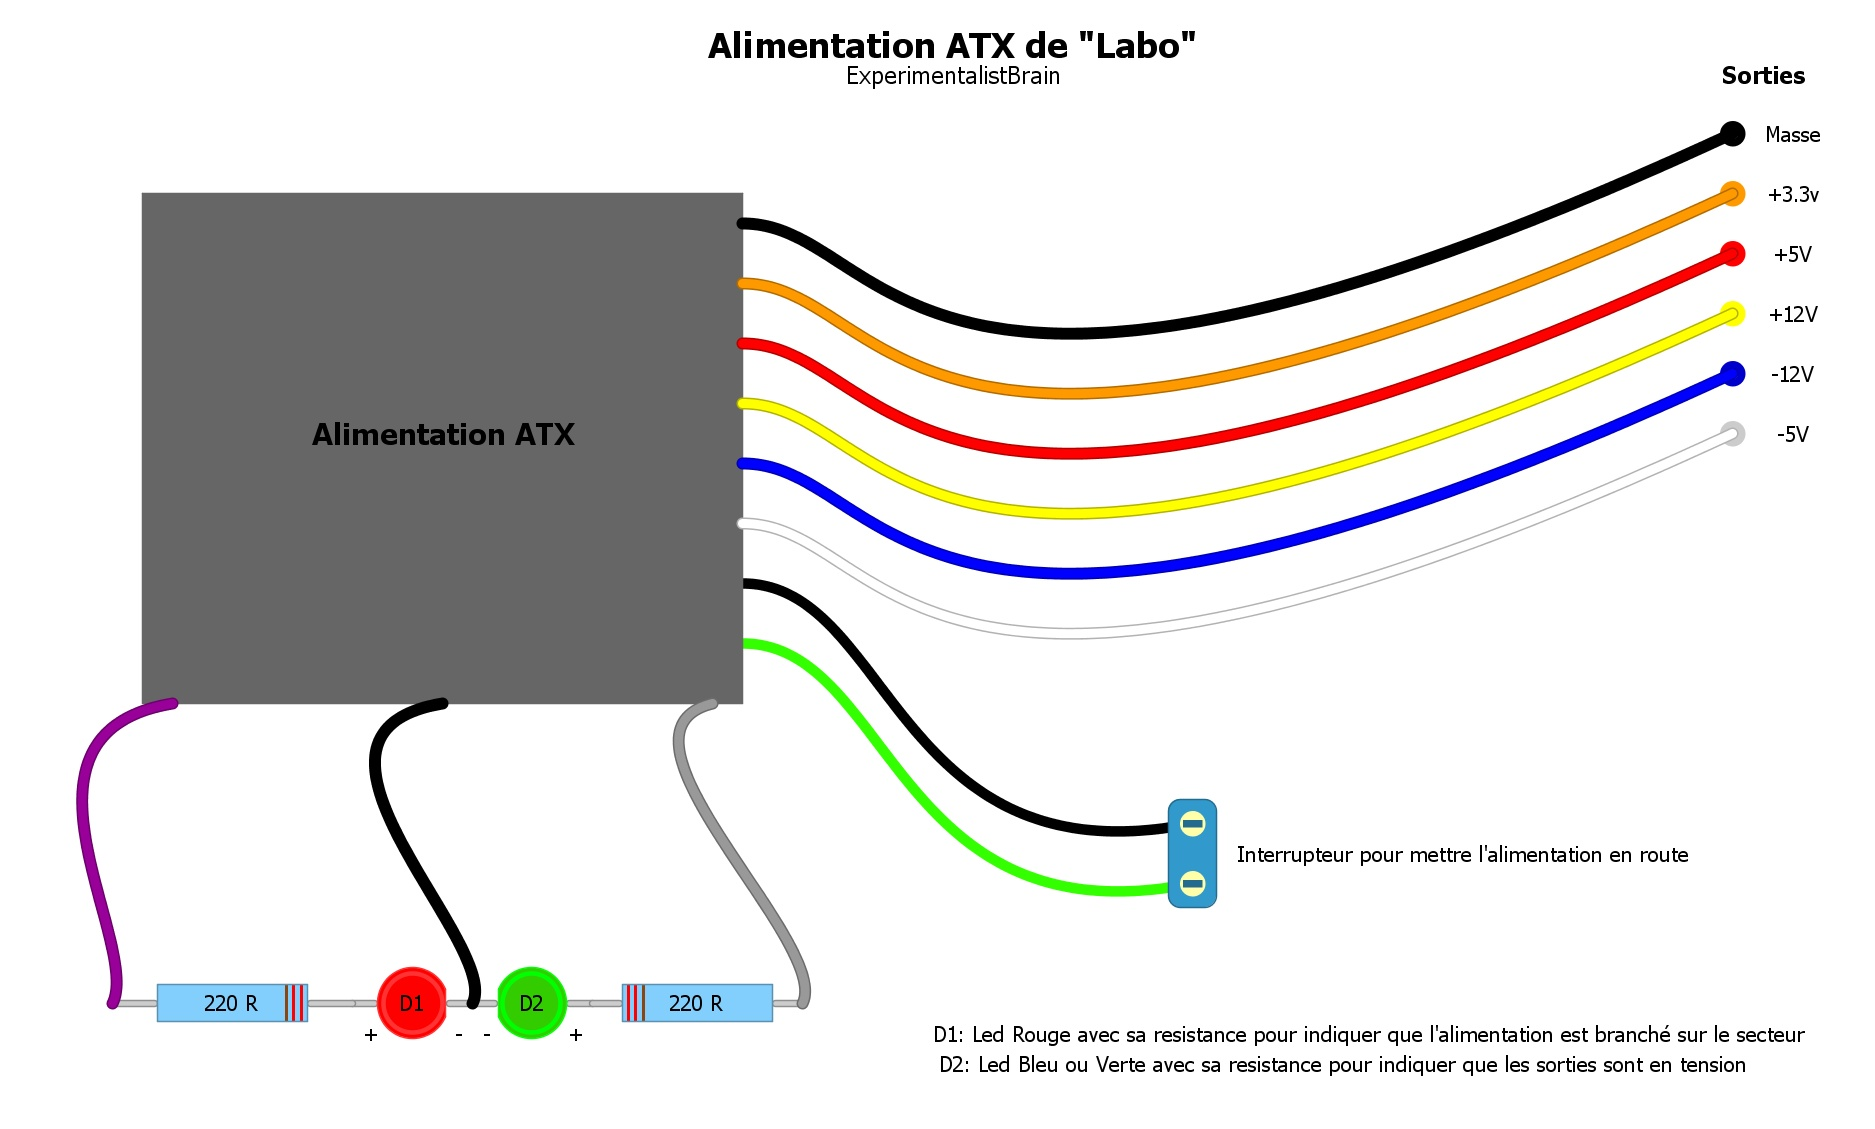 Alimentation ATX de "Labo"
ExperimentalistBrain
Sorties
Masse
+3.3v
+5V
+12V
-12V
-5V
Alimentation ATX
Interrupteur pour mettre l'alimentation en route
220 R
D1
D2
220 R
+ - - +
D1: Led Rouge avec sa resistance pour indiquer que l'alimentation est branché sur le secteur
D2: Led Bleu ou Verte avec sa resistance pour indiquer que les sorties sont en tension